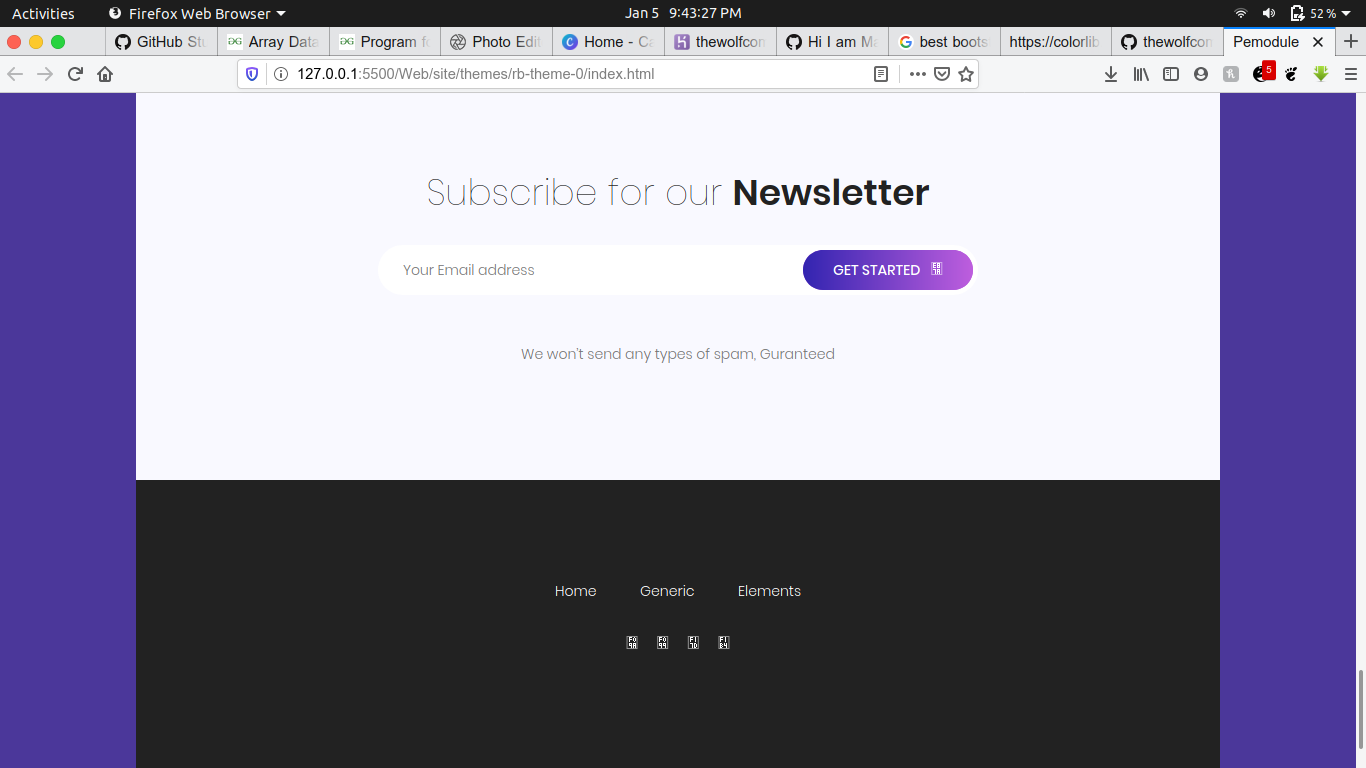 Activities
Firefox Web Browser
Jan 5 9:43:27 PM
52 %
GitHub Stu
Array Data
Program fo
Photo Edit
Home - Ca
thewolfcom
Hi I am Ma
best boots
https://colorlib
thewolfcom
Pemodule
127.0.0.1:5500/Web/site/themes/rb-theme-0/index.html
5
Subscribe for our Newsletter
Your Email address
GET STARTED
We won't send any types of spam, Guranteed
Home Generic Elements